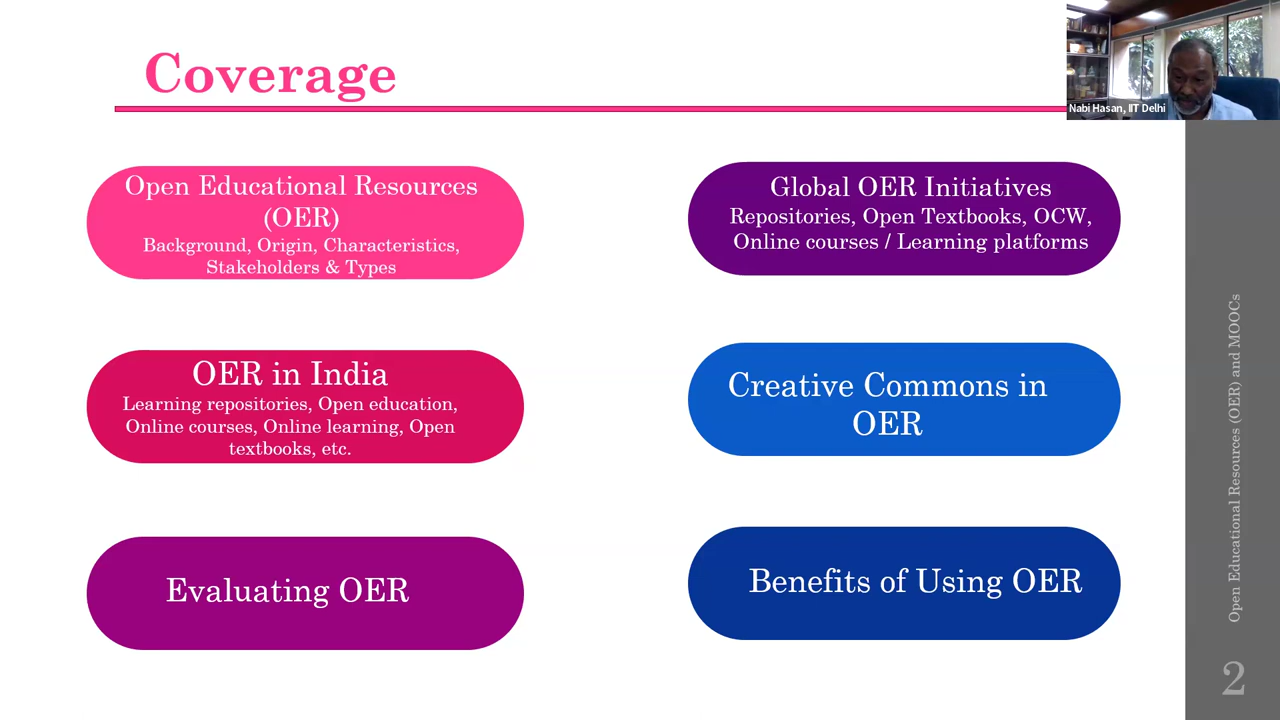 Coverage
Nabi Hasan, IIT Delhi
Open Educational Resources
(OER)
Background, Origin, Characteristics,
Stakeholders & Types
Global OER Initiatives
Repositories, Open Textbooks, OCW,
Online courses / Learning platforms
OER in India
Learning repositories, Open education,
Online courses, Online learning, Open
textbooks, etc.
Creative Commons in
OER
Evaluating OER
Benefits of Using OER
Open Educational Resources (OER) and MOOCs
2